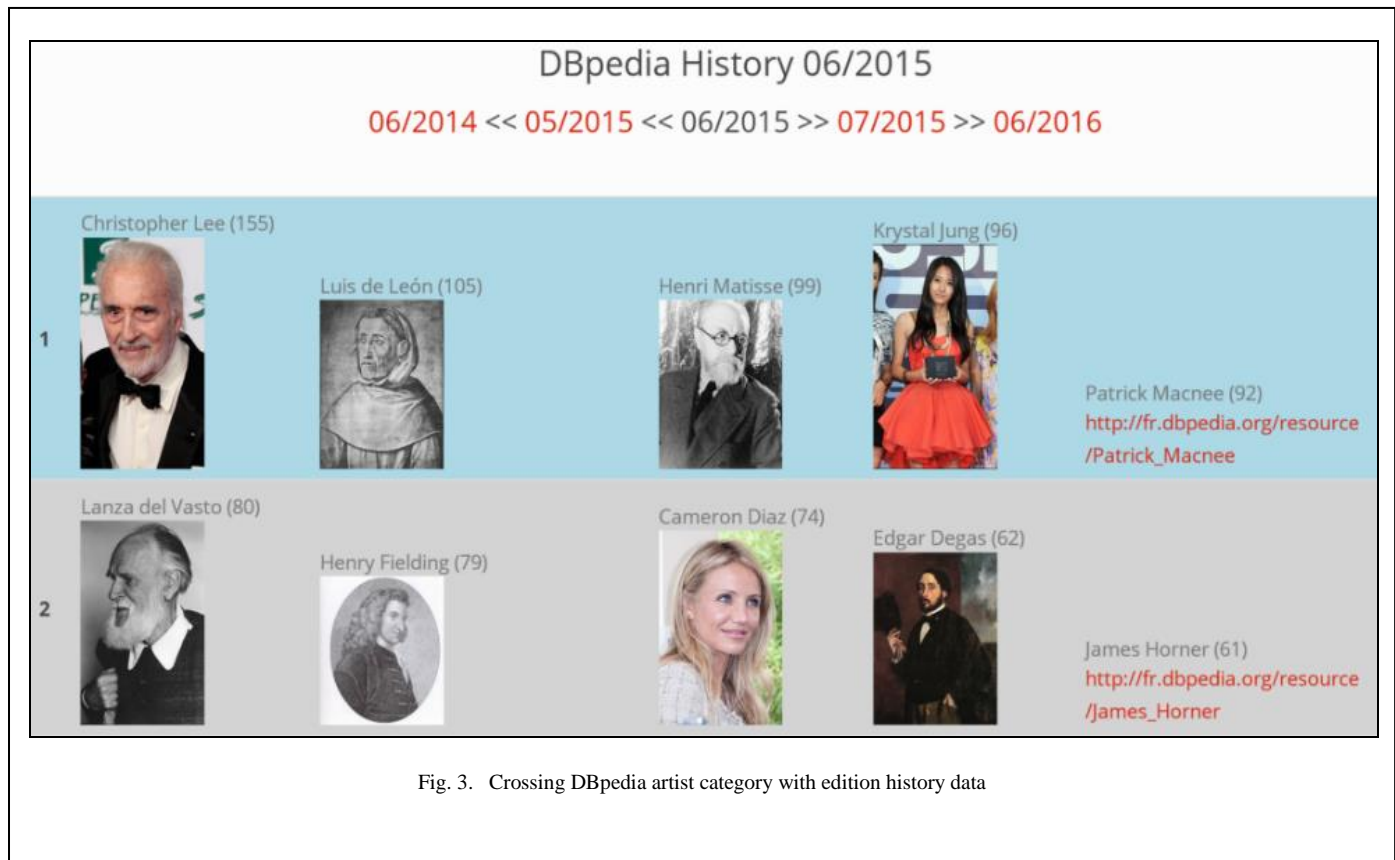 DBpedia History 06/2015
06/2014 << 05/2015 << 06/2015 >> 07/2015 >> 06/2016
Christopher Lee (155)
Luis de León (105)
Henri Matisse (99)
Krystal Jung (96)
1
Patrick Macnee (92)
http://fr.dbpedia.org/resource
/Patrick_Macnee
Lanza del Vasto (80)
Henry Fielding (79)
Cameron Diaz (74)
Edgar Degas (62)
2
James Horner (61)
http://fr.dbpedia.org/resource
/James_Horner
Fig. 3. Crossing DBpedia artist category with edition history data